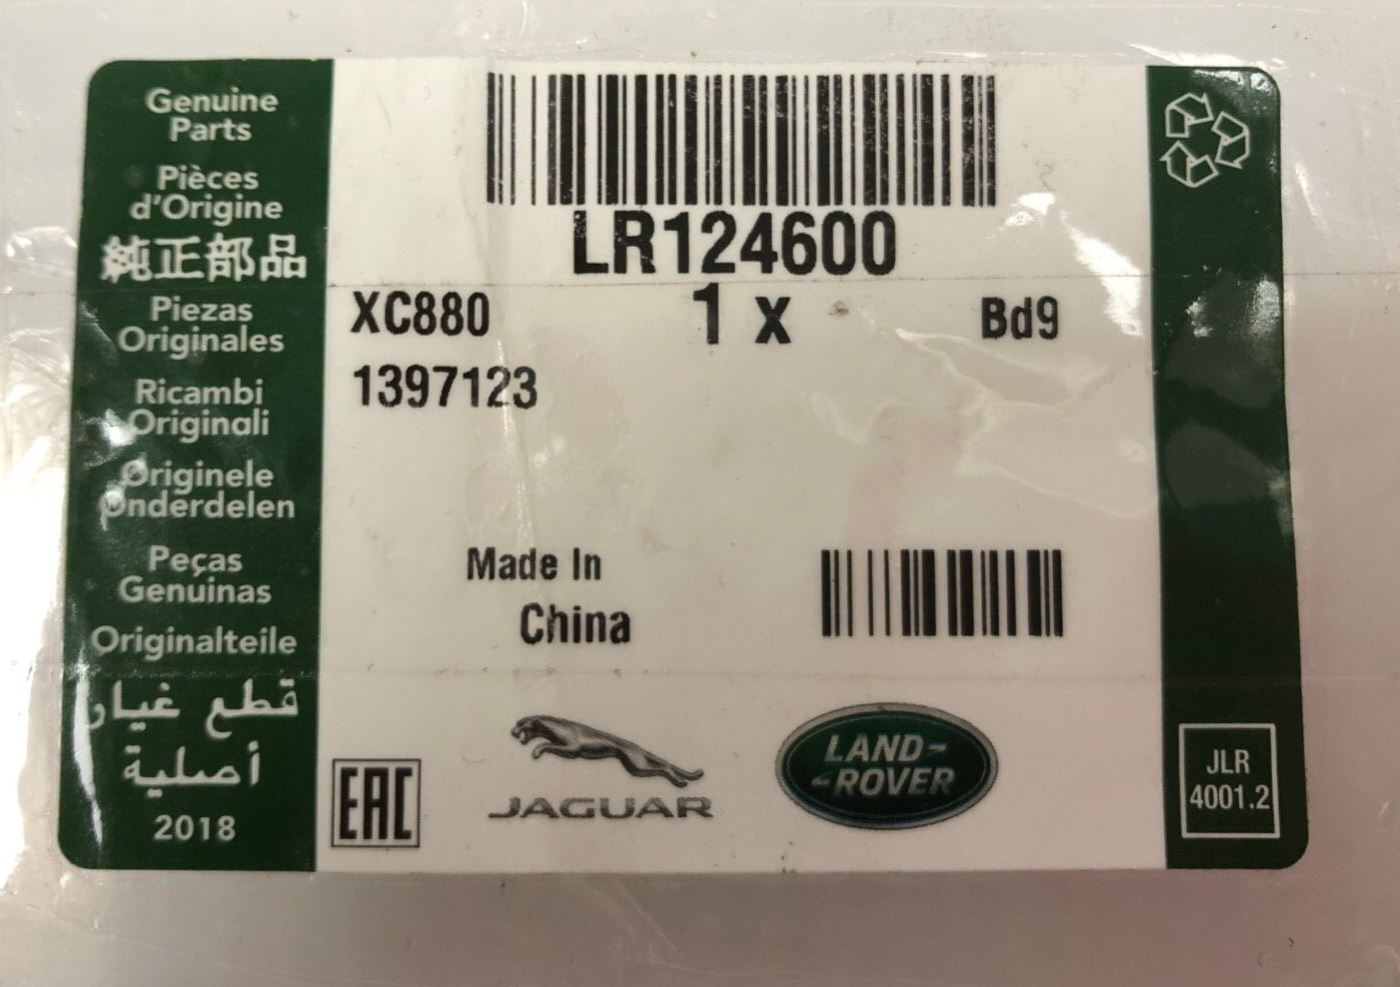 Genuine
Parts
Pièces
d'Origine
純正部品
Piezas
Originales
Ricambi
Originali
Originele
Onderdelen
Peças
Genuinas
Originalteile
قطع غيار
أصلية
2018
LR124600
XC880
1 x
Bd9
1397123
Made In
China
EAC
JAGUAR
LAND-
-ROVER
JLR
4001.2